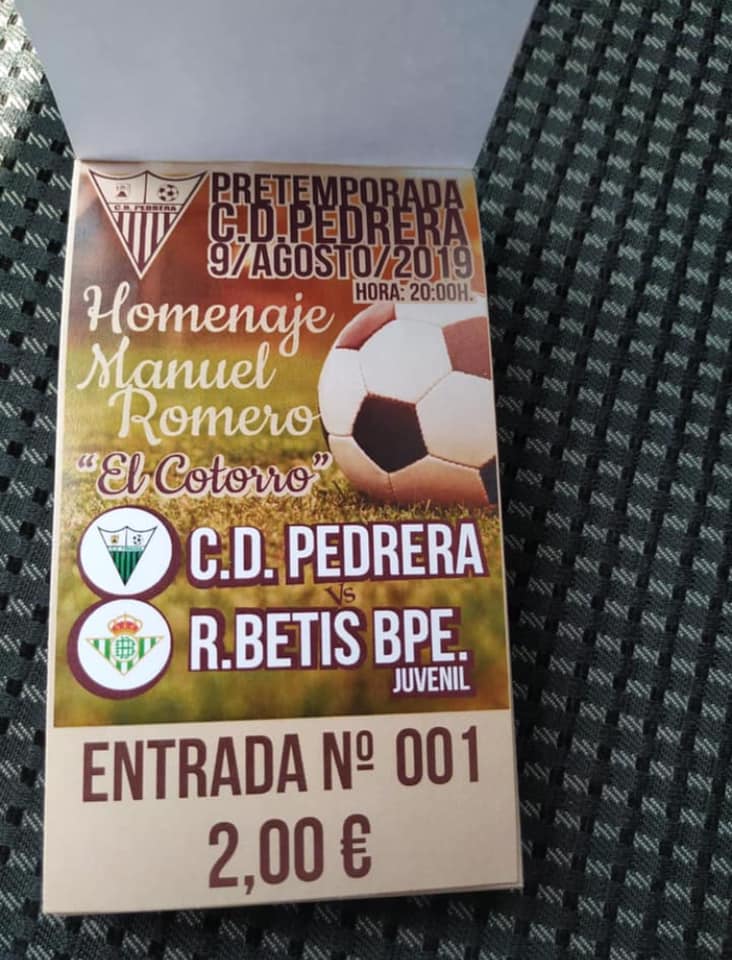 C.D. PEDRERA
PRETEMPORADA
C.D. PEDRERA
9/AGOSTO/2019
HORA: 20:00H.
Homenaje
Manuel
Romero
“El Cotorro”
C.D. PEDRERA
Vs
R.BETIS BPE.
JUVENIL
ENTRADA Nº 001
2,00 €